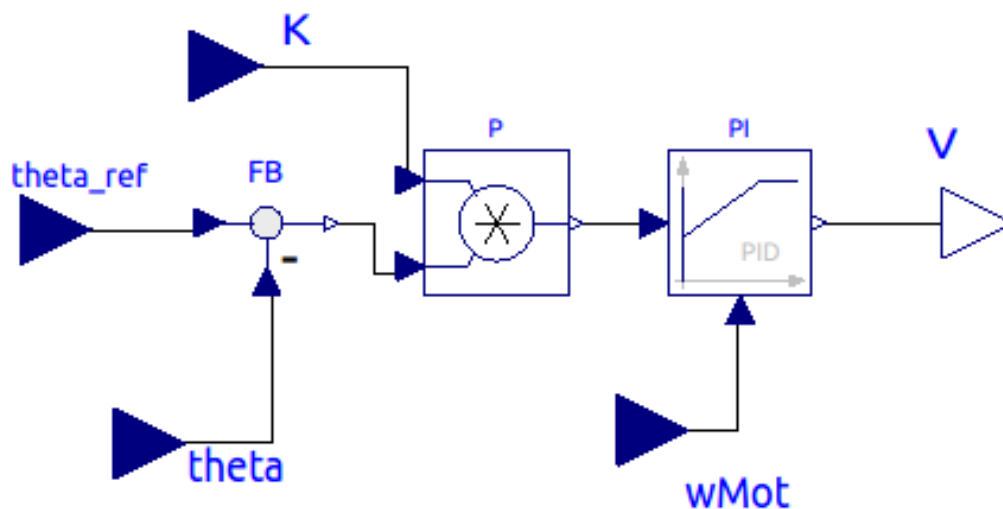 K
P
PI
V
theta_ref
FB
-
PID
theta
wMot